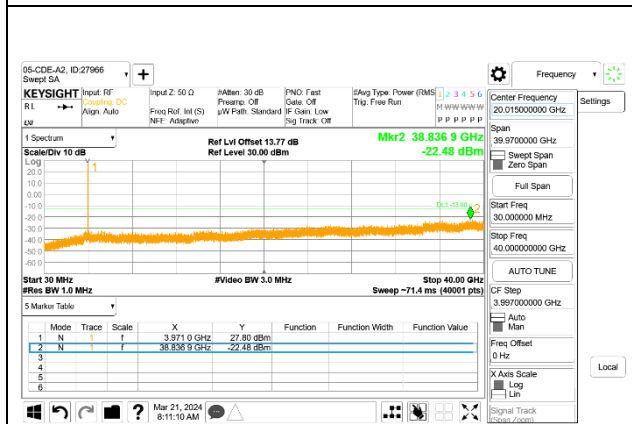 05-CDE-A2, ID:27966
Swept SA
Frequency
Settings
KEYSIGHT
RL
Input: RF
Coupling: DC
Align: Auto
Input Z: 50 Ω
Freq Ref: Int (S)
NFE: Adaptive
#Atten: 30 dB
Preamp: Off
µW Path: Standard
PNO: Fast
Gate: Off
IF Gain: Low
Sig Track: Off
#Avg Type: Power (RMS
Trig: Free Run
1 2 3 4 5 6
M W W W W W
P P P P P P
1 Spectrum
Scale/Div 10 dB
Ref Lvl Offset 13.77 dB
Ref Level 30.00 dBm
Mkr2 38.836 9 GHz
-22.48 dBm
Log
20.0
10.0
0.00
-10.0
-20.0
-30.0
-40.0
-50.0
-60.0
1
2
Start 30 MHz
#Res BW 1.0 MHz
#Video BW 3.0 MHz
Stop 40.00 GHz
Sweep ~71.4 ms (40001 pts)
5 Marker Table
Mode Trace Scale X Y Function Function Width Function Value
1 N 1 f 3.971 0 GHz 27.80 dBm
2 N 1 f 38.836 9 GHz -22.48 dBm
3
4
5
6
Mar 21, 2024
8:11:10 AM
Center Frequency
20.015000000 GHz
Span
39.9700000 GHz
Swept Span
Zero Span
Full Span
Start Freq
30.000000 MHz
Stop Freq
40.000000000 GHz
AUTO TUNE
CF Step
3.997000000 GHz
Auto
Man
Freq Offset
0 Hz
X Axis Scale
Log
Lin
Signal Track
(Span Zoom)
Local